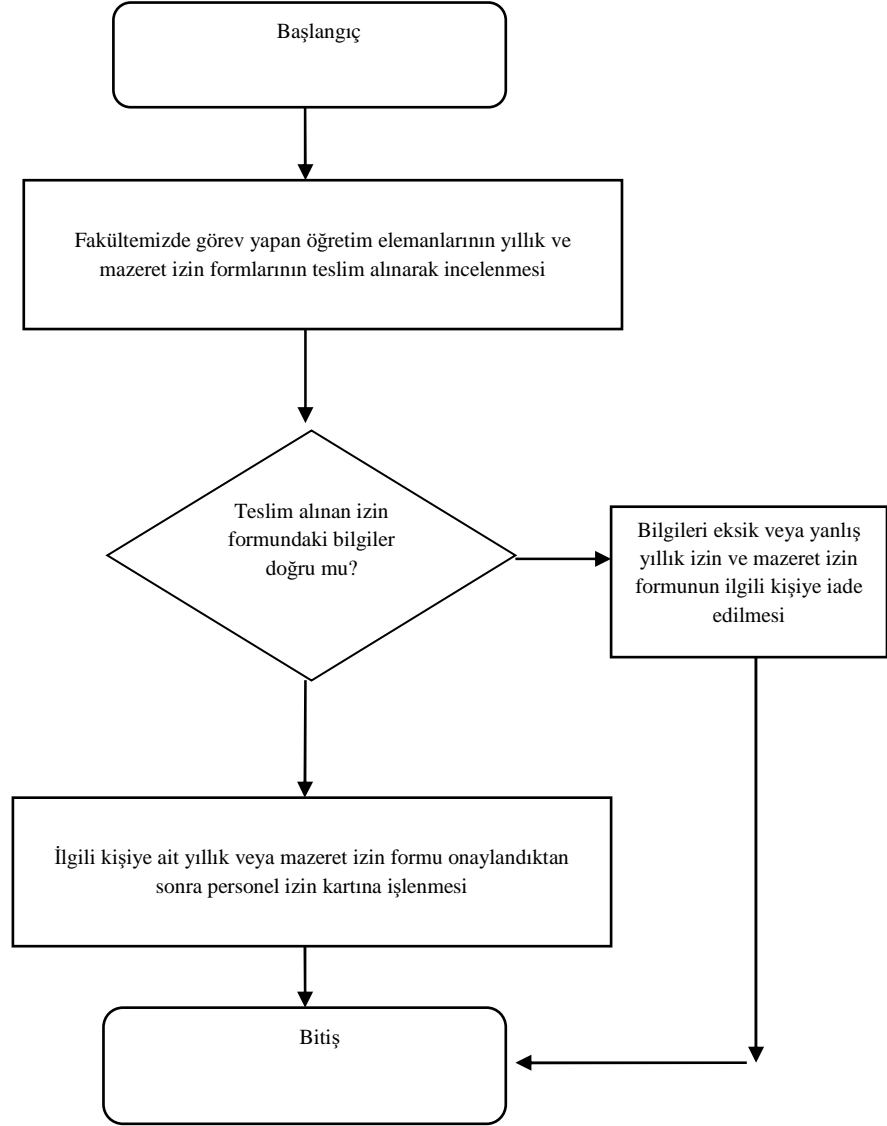 Başlangıç
Fakültemizde görev yapan öğretim elemanlarının yıllık ve
mazeret izin formlarının teslim alınarak incelenmesi
Teslim alınan izin
formundaki bilgiler
doğru mu?
Bilgileri eksik veya yanlış
yıllık izin ve mazeret izin
formunun ilgili kişiye iade
edilmesi
İlgili kişiye ait yıllık veya mazeret izin formu onaylandıktan
sonra personel izin kartına işlenmesi
Bitiş